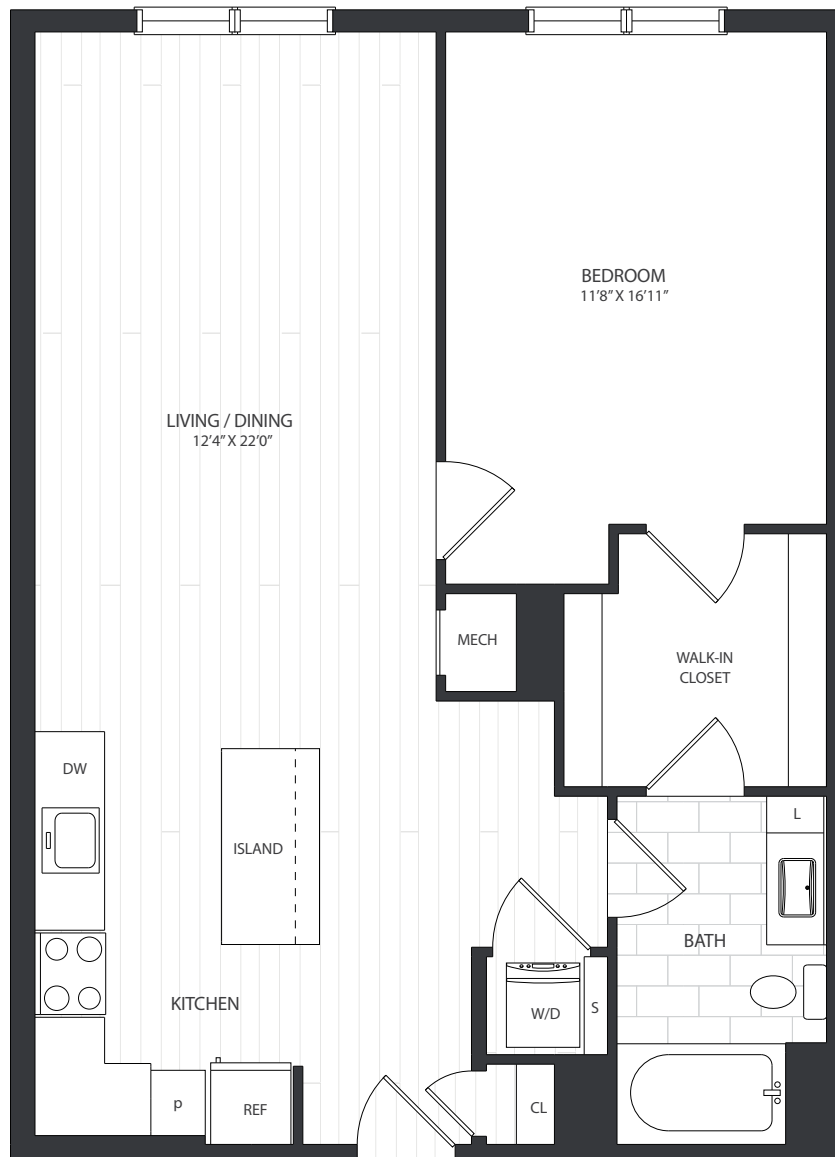 BEDROOM
11'8" X 16'11"
LIVING / DINING
12'4" X 22'0"
MECH
WALK-IN
CLOSET
DW
L
ISLAND
BATH
KITCHEN
W/D
S
p
REF
CL